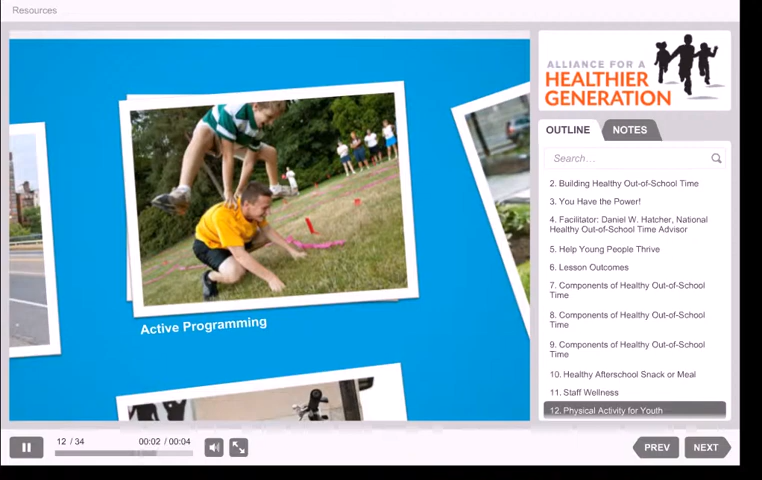 Resources
ALLIANCE FOR A
HEALTHIER
GENERATION
OUTLINE
NOTES
Search...
2. Building Healthy Out-of-School Time
3. You Have the Power!
4. Facilitator: Daniel W. Hatcher, National
Healthy Out-of-School Time Advisor
5. Help Young People Thrive
6. Lesson Outcomes
7. Components of Healthy Out-of-School
Time
8. Components of Healthy Out-of-School
Time
9. Components of Healthy Out-of-School
Time
10. Healthy Afterschool Snack or Meal
11. Staff Wellness
12. Physical Activity for Youth
Active Programming
12 / 34
00:02 / 00:04
PREV
NEXT